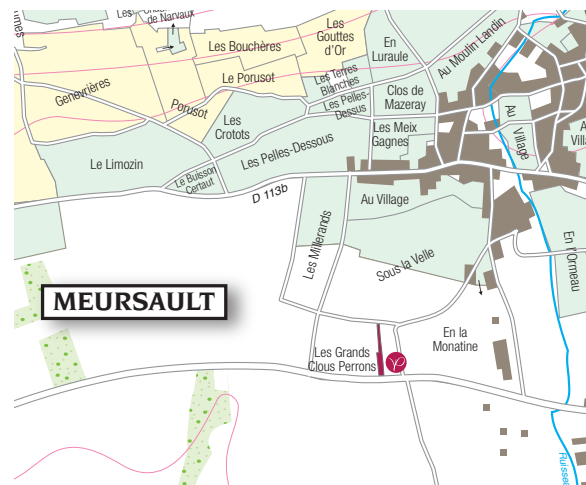 Les
de Narvaux
Les Bouchères
Les
Gouttes
d'Or
En
Luraule
Au Moulin Landin
Genevrières
Le Porusot
Porusot
Les Terres
Blanches
Les Pelles-
Dessus
Clos de
Mazeray
Les
Crotots
Les Meix
Gagnes
Au
Village
Le Limozin
Les Pelles-Dessous
Le Buisson
Certaut
D 113b
Au Village
Les Millerands
Sous la Velle
En l'Ormeau
MEURSAULT
En la
Monatine
Les Grands
Clous Perrons